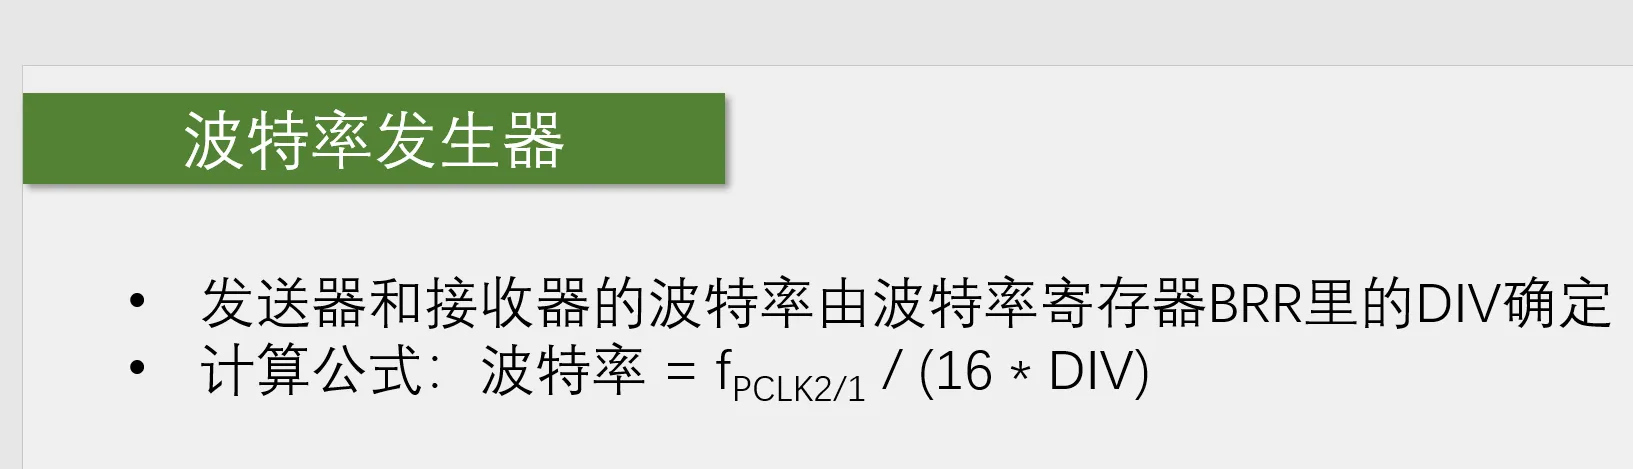 波特率发生器
• 发送器和接收器的波特率由波特率寄存器BRR里的DIV确定
• 计算公式：波特率 = fPCLK2/1 / (16 * DIV)